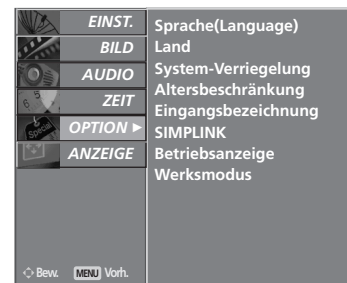 EINST.
BILD
AUDIO
ZEIT
OPTION ►
ANZEIGE
Sprache(Language)
Land
System-Verriegelung
Altersbeschränkung
Eingangsbezeichnung
SIMPLINK
Betriebsanzeige
Werksmodus
Bew. MENU Vorh.